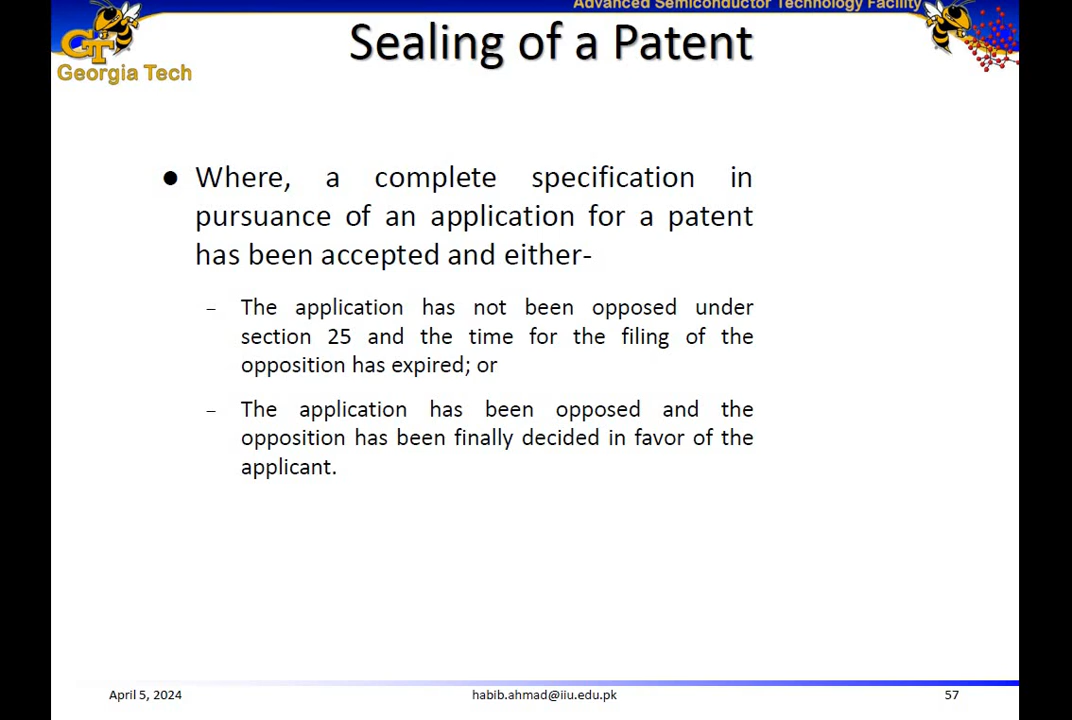 Advanced Semiconductor Technology Facility
GT
Georgia Tech
Sealing of a Patent
● Where, a complete specification in
pursuance of an application for a patent
has been accepted and either-
– The application has not been opposed under
section 25 and the time for the filing of the
opposition has expired; or
– The application has been opposed and the
opposition has been finally decided in favor of the
applicant.
April 5, 2024 habib.ahmad@iiu.edu.pk 57